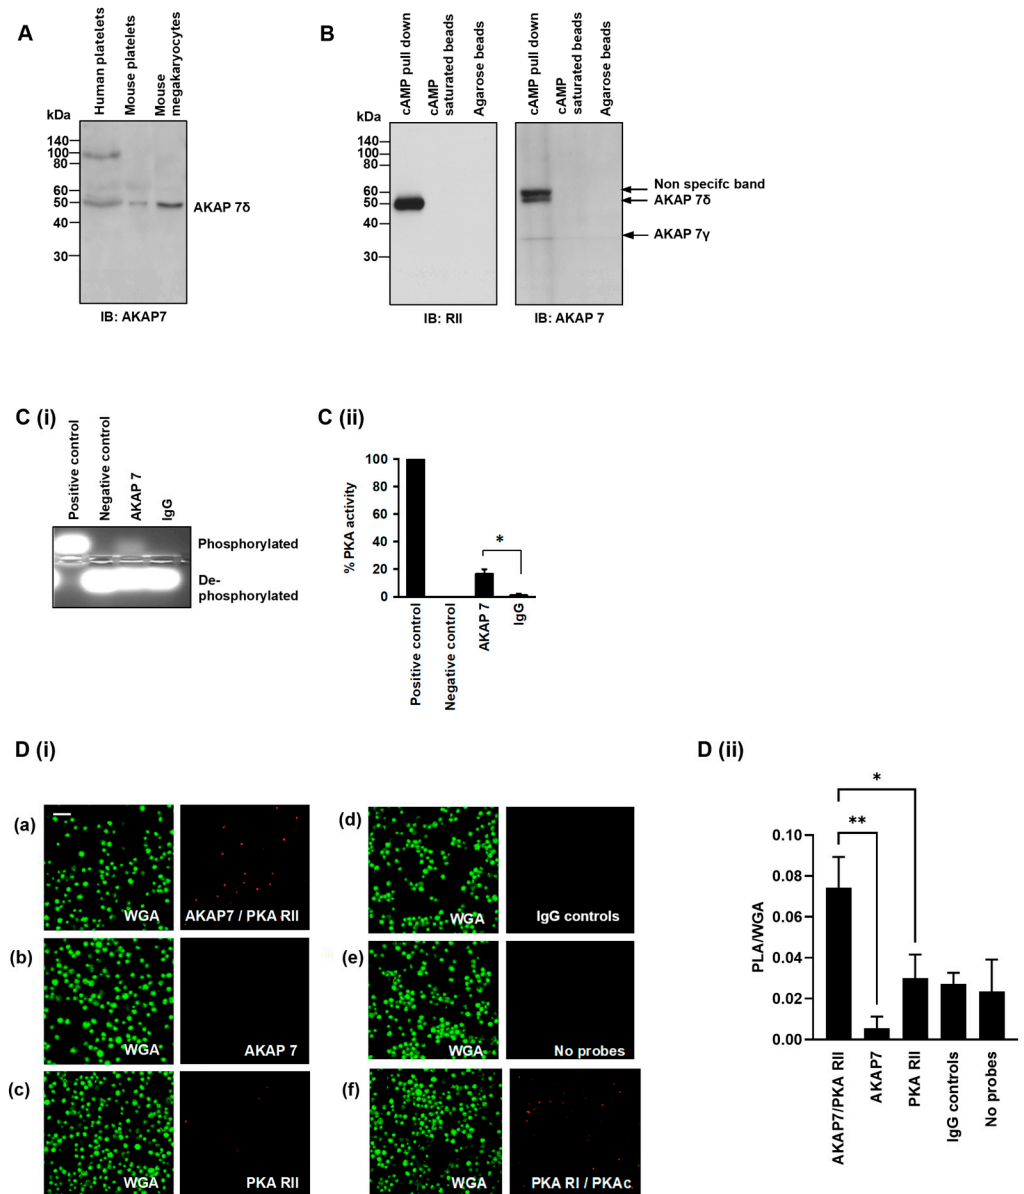 A
Human platelets
Mouse platelets
Mouse
megakaryocytes
kDa
140
100
80
60
50
40
30
AKAP 7δ
IB: AKAP7
B
cAMP pull down
cAMP
saturated beads
Agarose beads
cAMP pull down
cAMP
saturated beads
Agarose beads
kDa
140
100
80
60
50
40
30
Non specifc band
AKAP 7δ
AKAP 7γ
IB: RII
IB: AKAP 7
C (i)
Positive control
Negative control
AKAP 7
IgG
Phosphorylated
De-
phosphorylated
C (ii)
% PKA activity
100
80
60
40
20
0
*
Positive control
Negative control
AKAP 7
IgG
D (i)
(a)
WGA
AKAP7 / PKA RII
(b)
WGA
AKAP 7
(c)
WGA
PKA RII
(d)
WGA
IgG controls
(e)
WGA
No probes
(f)
WGA
PKA RI / PKAc
D (ii)
PLA/WGA
0.10
0.08
0.06
0.04
0.02
0.00
*
**
AKAP7/PKA RII
AKAP7
PKA RII
IgG controls
No probes